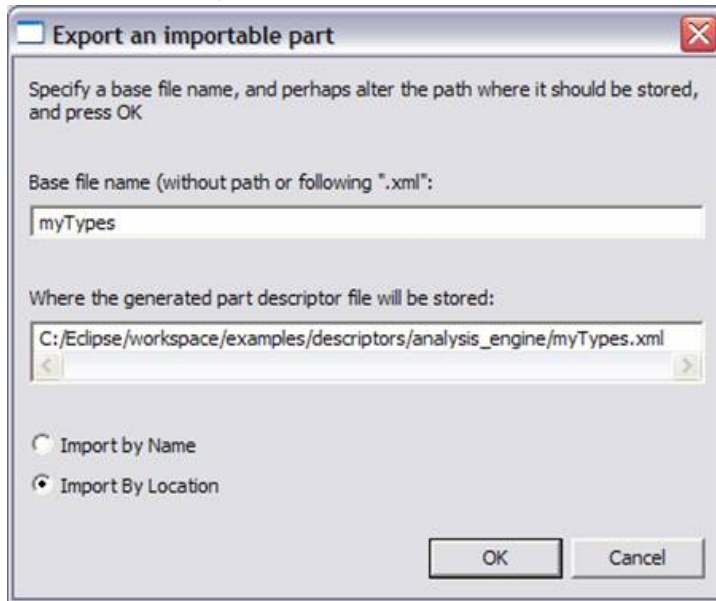 Export an importable part
Specify a base file name, and perhaps alter the path where it should be stored,
and press OK
Base file name (without path or following ".xml":
myTypes
Where the generated part descriptor file will be stored:
C:/Eclipse/workspace/examples/descriptors/analysis_engine/myTypes.xml
Import by Name
Import By Location
OK
Cancel